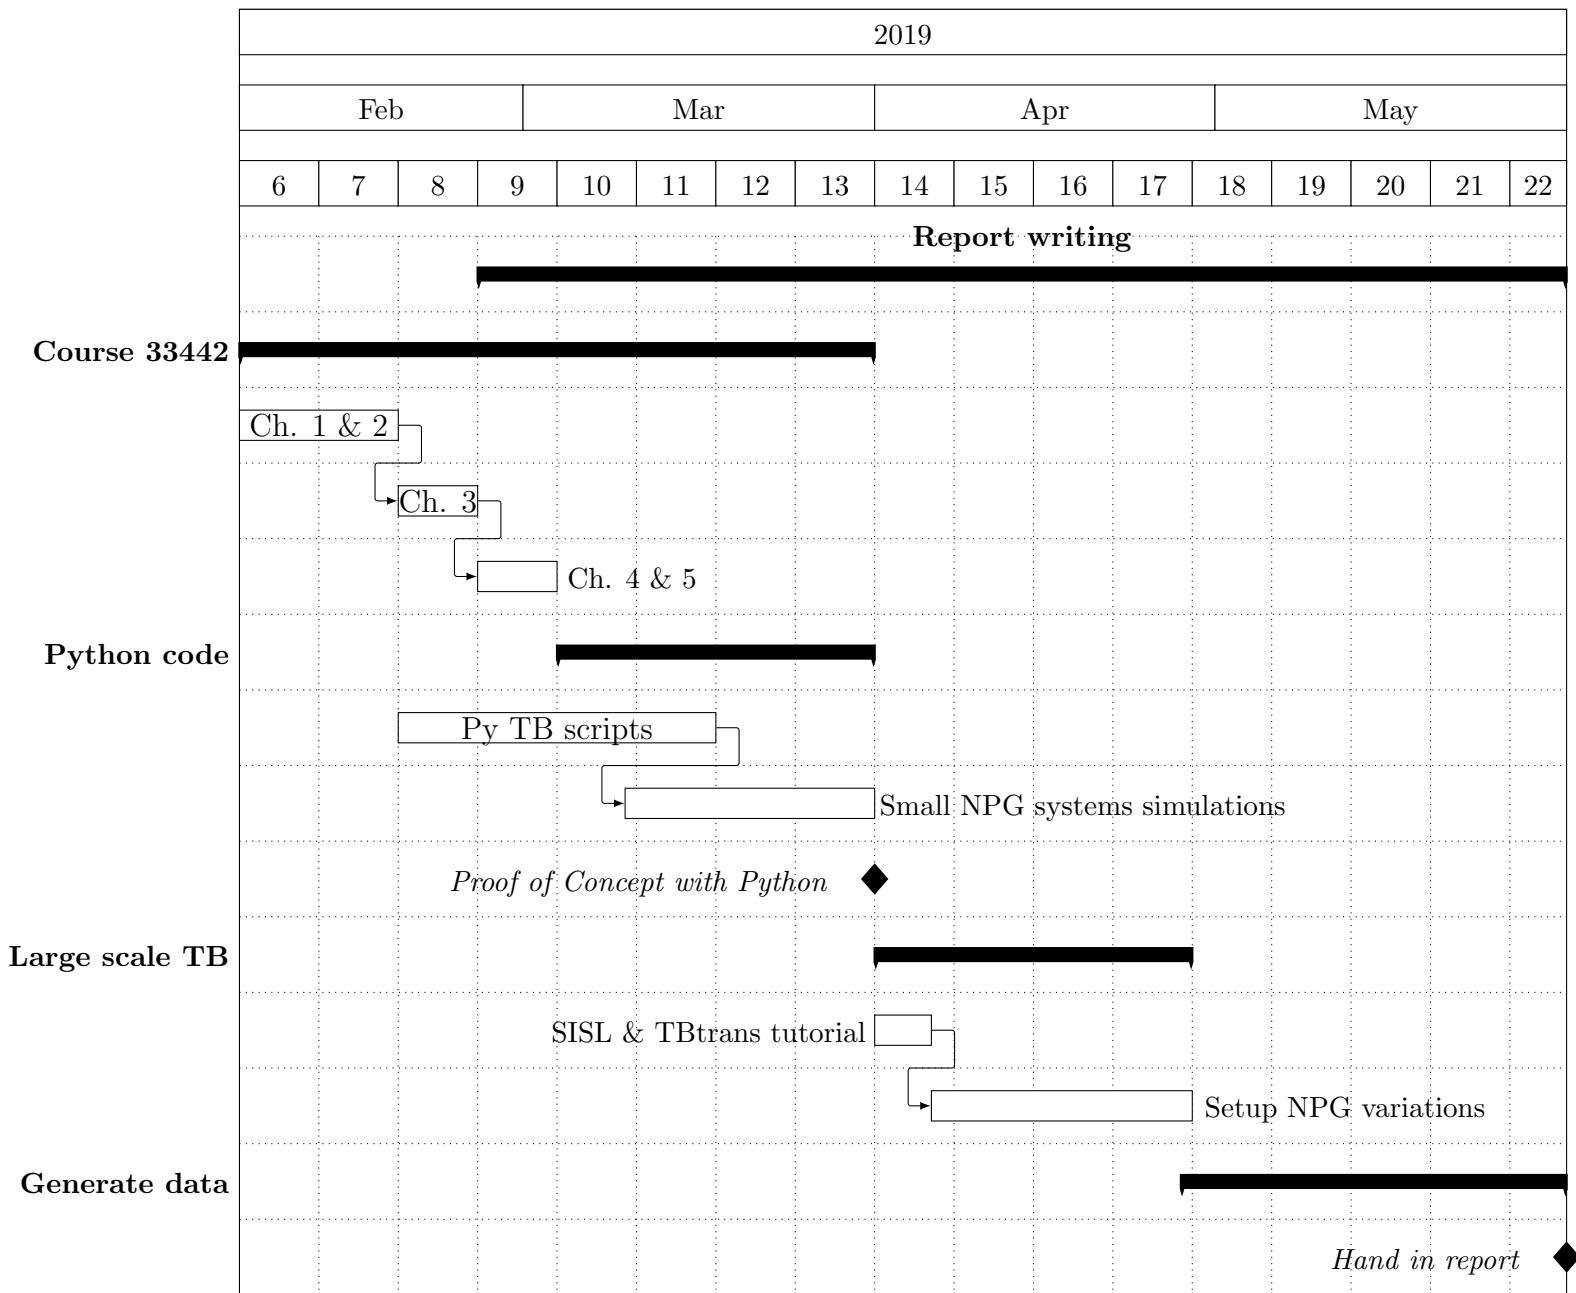 2019
Feb Mar Apr May
6 7 8 9 10 11 12 13 14 15 16 17 18 19 20 21 22
Report writing
Course 33442
Ch. 1 & 2
Ch. 3
Ch. 4 & 5
Python code
Py TB scripts
Small NPG systems simulations
Proof of Concept with Python
Large scale TB
SISL & TBtrans tutorial
Setup NPG variations
Generate data
Hand in report